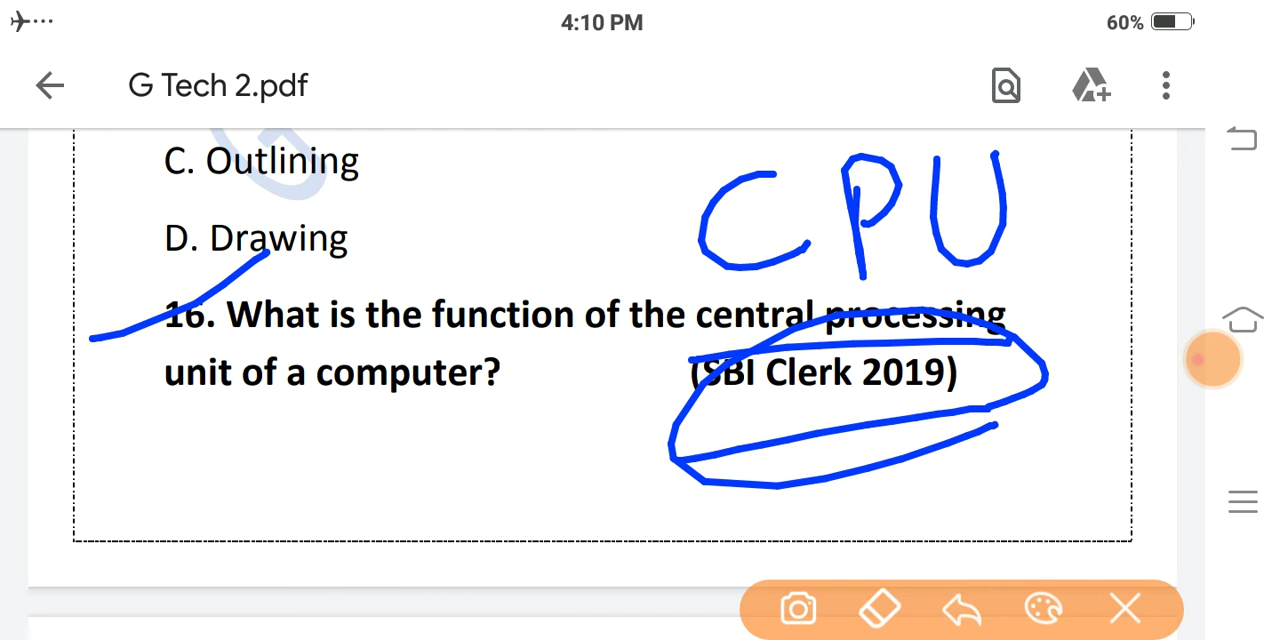 4:10 PM
60%
G Tech 2.pdf
C. Outlining
D. Drawing
CPU
16. What is the function of the central processing
unit of a computer? (SBI Clerk 2019)